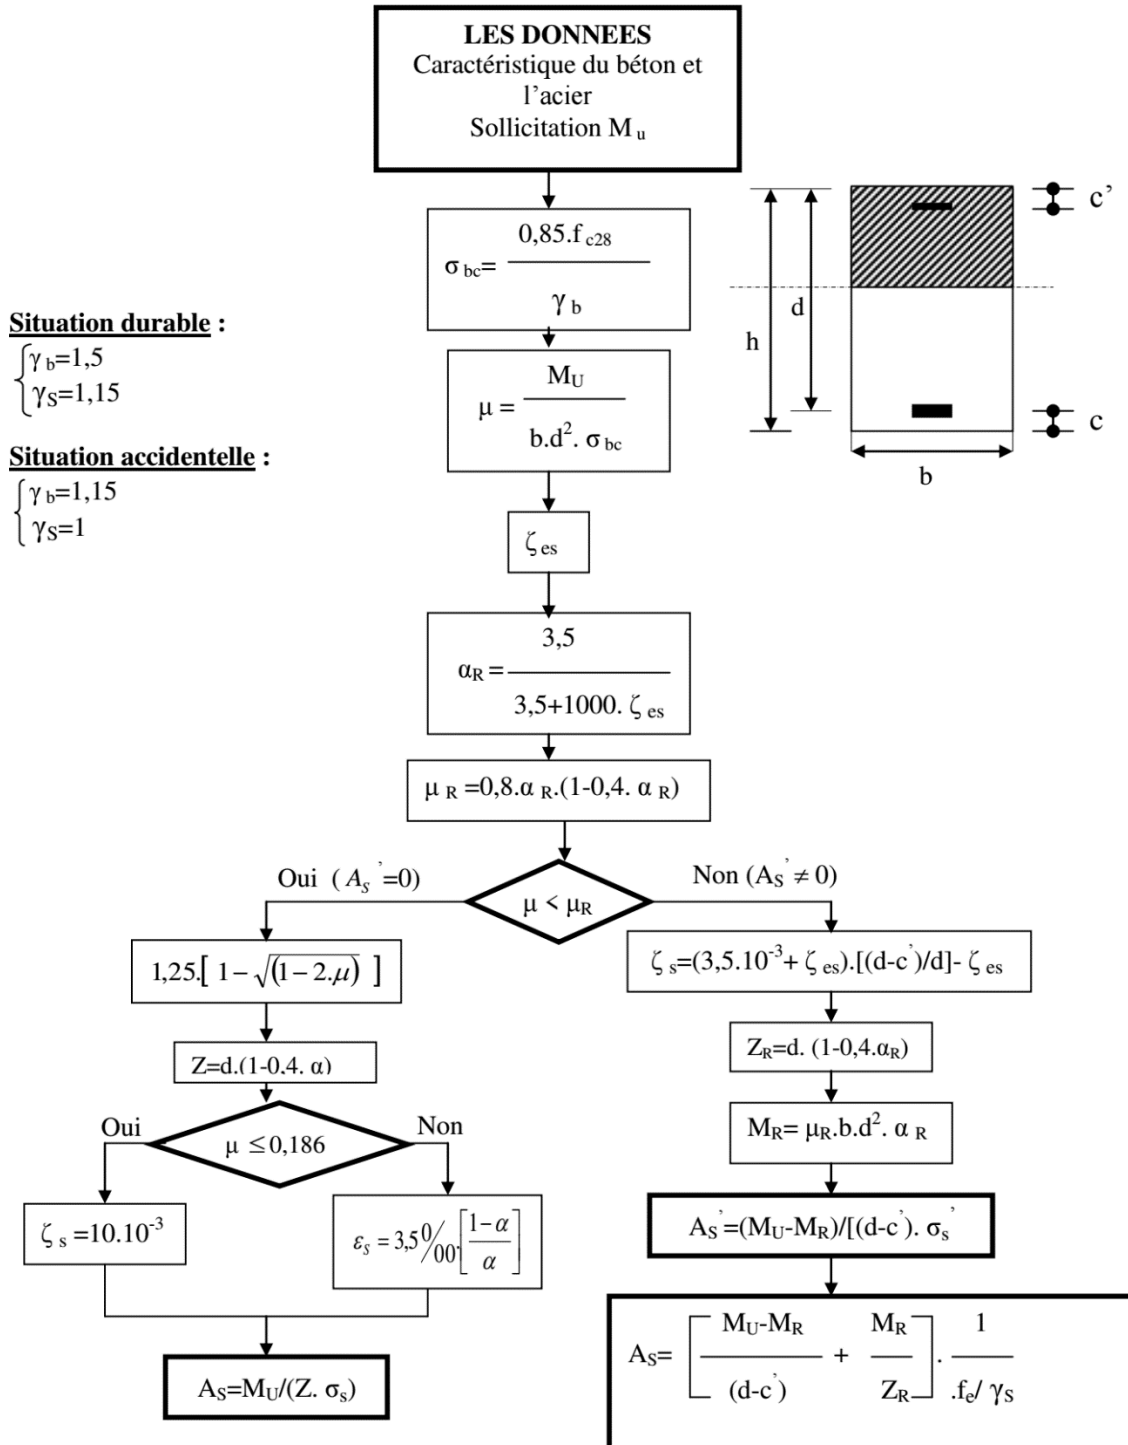 LES DONNEES
Caractéristique du béton et
l'acier
Sollicitation M u
σ bc= 0,85.f c28
γ b
Situation durable :
γ b=1,5
γS=1,15
Situation accidentelle :
γ b=1,15
γS=1
μ = MU
b.d². σ bc
h
d
c'
c
b
ζ es
αR = 3,5
3,5+1000. ζ es
μ R =0,8.α R.(1-0,4. α R)
μ < μR
Oui ( AS '=0)
Non (AS' ≠ 0)
1,25.[ 1−√(1−2.μ) ]
Z=d.(1-0,4. α)
μ ≤ 0,186
Oui
Non
ζ s =10.10-3
εS = 3,5 0/00.[1−α/α]
AS=MU/(Z. σs)
ζ s=(3,5.10-3+ ζ es).[(d-c')/d]- ζ es
ZR=d. (1-0,4.αR)
MR= μR.b.d². α R
AS'=(MU-MR)/[(d-c'). σs'
AS= [ MU-MR + MR ] . 1
(d-c') ZR .fe/ γS